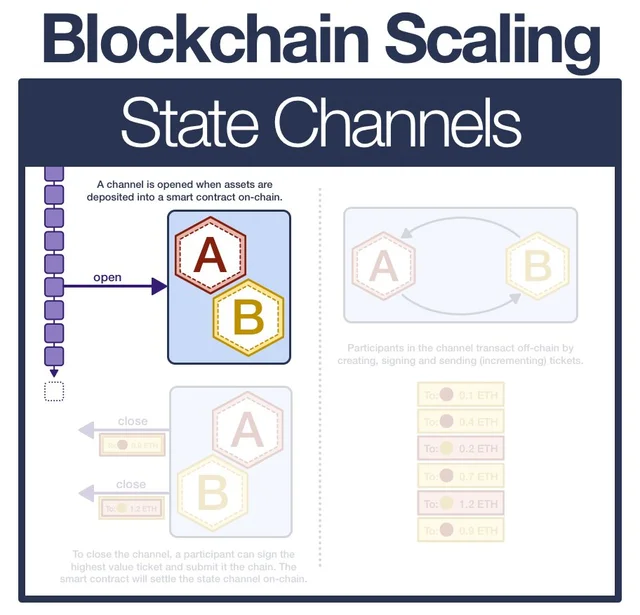 Blockchain Scaling
State Channels
A channel is opened when assets are
deposited into a smart contract on-chain.
open
A
B
A
B
Participants in the channel transact off-chain by
creating, signing and sending (incrementing) tickets.
close
To:
close
To: 1.2 ETH
A
B
To close the channel, a participant can sign the
highest value ticket and submit it the chain. The
smart contract will settle the state channel on-chain.
To: 0.1 ETH
To: 0.4 ETH
To: 0.2 ETH
To: 0.7 ETH
To: 1.2 ETH
To: 0.9 ETH